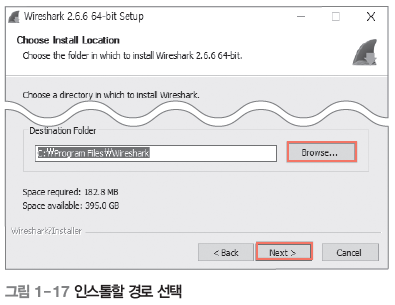 Wireshark 2.6.6 64-bit Setup
Choose Install Location
Choose the folder in which to install Wireshark 2.6.6 64-bit.
Choose a directory in which to install Wireshark.
Destination Folder
C:₩Program Files₩Wireshark
Browse...
Space required: 182.8 MB
Space available: 395.0 GB
Wireshark?Installer
< Back
Next >
Cancel
그림 1-17 인스톨할 경로 선택